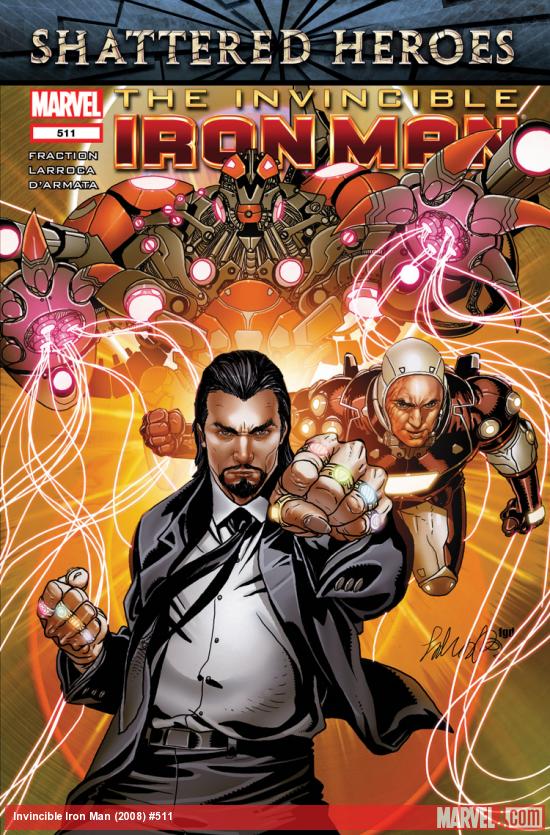 SHATTERED HEROES
MARVEL
THE INVINCIBLE
511
IRON MAN
FRACTION
LARROCA
D'ARMATA
Invincible Iron Man (2008) #511
MARVEL.com